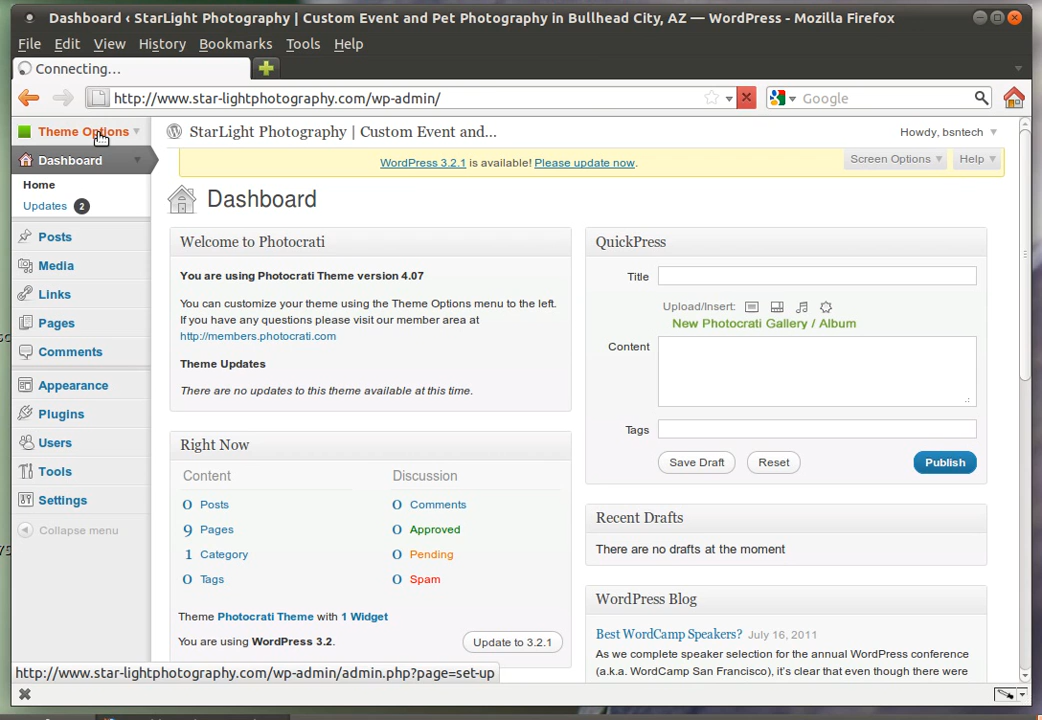 Dashboard ‹ StarLight Photography | Custom Event and Pet Photography in Bullhead City, AZ — WordPress - Mozilla Firefox
File Edit View History Bookmarks Tools Help
Connecting...
http://www.star-lightphotography.com/wp-admin/
Google
Theme Options
StarLight Photography | Custom Event and...
Howdy, bsntech
Dashboard
WordPress 3.2.1 is available! Please update now.
Screen Options
Help
Home
Updates 2
Dashboard
Posts
Media
Links
Pages
Comments
Appearance
Plugins
Users
Tools
Settings
Collapse menu
Welcome to Photocrati
You are using Photocrati Theme version 4.07
You can customize your theme using the Theme Options menu to the left.
If you have any questions please visit our member area at
http://members.photocrati.com
Theme Updates
There are no updates to this theme available at this time.
Right Now
Content
Discussion
0 Posts
0 Comments
9 Pages
0 Approved
1 Category
0 Pending
0 Tags
0 Spam
Theme Photocrati Theme with 1 Widget
You are using WordPress 3.2.
Update to 3.2.1
QuickPress
Title
Upload/Insert:
New Photocrati Gallery / Album
Content
Tags
Save Draft
Reset
Publish
Recent Drafts
There are no drafts at the moment
WordPress Blog
Best WordCamp Speakers? July 16, 2011
As we complete speaker selection for the annual WordPress conference
(a.k.a. WordCamp San Francisco), it's clear that even though there were
http://www.star-lightphotography.com/wp-admin/admin.php?page=set-up